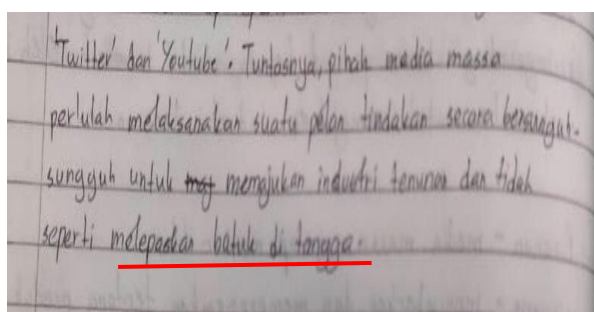 'Twitter' dan 'Youtube'. Tuntasnya, pihak media massa
perlulah melaksanakan suatu pelan tindakan secara bersungguh-
sungguh untuk memajukan industri tenunan dan tidak
seperti melepaskan batuk di tangga.